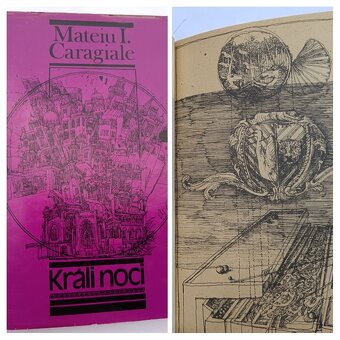 Mateiu I.
Caragiale
Králi noci